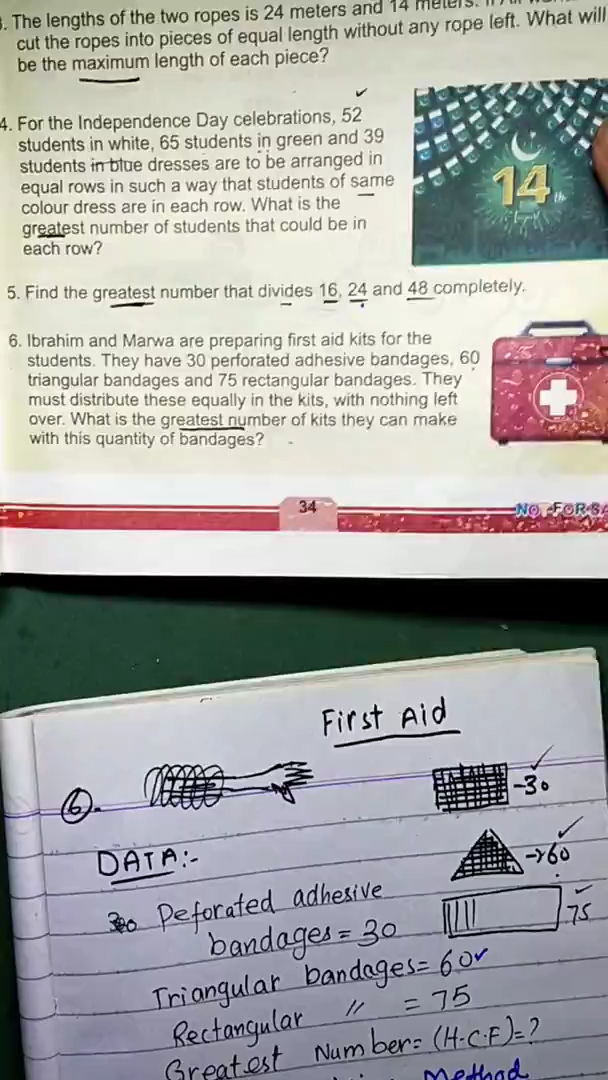 . The lengths of the two ropes is 24 meters and 14 meters.
cut the ropes into pieces of equal length without any rope left. What will
be the maximum length of each piece?
4. For the Independence Day celebrations, 52
students in white, 65 students in green and 39
students in blue dresses are to be arranged in
equal rows in such a way that students of same
colour dress are in each row. What is the
greatest number of students that could be in
each row?
14th
5. Find the greatest number that divides 16, 24 and 48 completely.
6. Ibrahim and Marwa are preparing first aid kits for the
students. They have 30 perforated adhesive bandages, 60
triangular bandages and 75 rectangular bandages. They
must distribute these equally in the kits, with nothing left
over. What is the greatest number of kits they can make
with this quantity of bandages?
34
NOT FOR SA
First Aid
6.
-30
DATA:-
→60
Peforated adhesive
bandages = 30
75
Triangular bandages = 60
Rectangular " = 75
Greatest Number = (H.C.F) = ?
Method